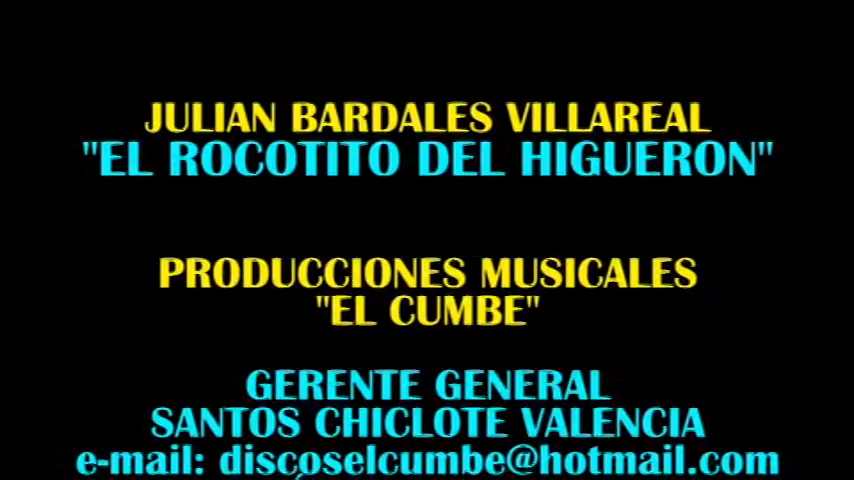 JULIAN BARDALES VILLAREAL
"EL ROCOTITO DEL HIGUERON"
PRODUCCIONES MUSICALES
"EL CUMBE"
GERENTE GENERAL
SANTOS CHICLOTE VALENCIA
e-mail: discoselcumbe@hotmail.com